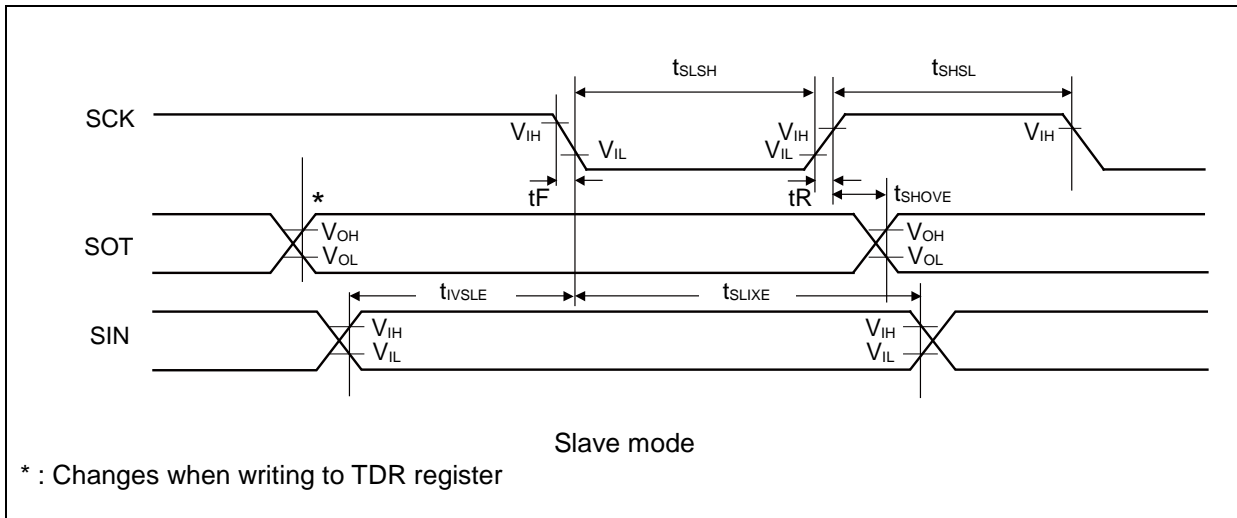 tSLSH tSHSL
SCK VIH VIL VIH VIL VIH
tF tR tSHOVE
*
SOT VOH VOL VOH VOL
tIVSLE tSLIXE
SIN VIH VIL VIH VIL
Slave mode
* : Changes when writing to TDR register